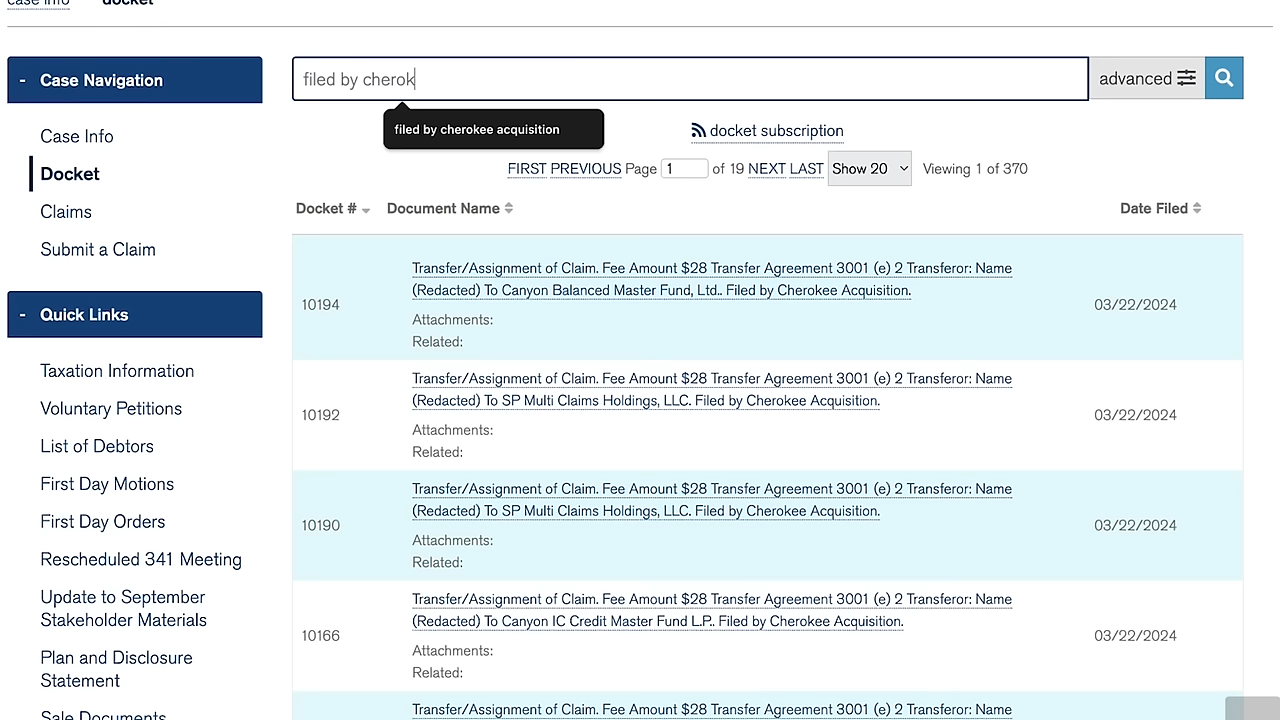 case info docket
- Case Navigation
Case Info
Docket
Claims
Submit a Claim
- Quick Links
Taxation Information
Voluntary Petitions
List of Debtors
First Day Motions
First Day Orders
Rescheduled 341 Meeting
Update to September
Stakeholder Materials
Plan and Disclosure
Statement
Sale Documents
filed by cherok
advanced
filed by cherokee acquisition
docket subscription
FIRST PREVIOUS Page 1 of 19 NEXT LAST Show 20 Viewing 1 of 370
Docket # Document Name Date Filed
Transfer/Assignment of Claim. Fee Amount $28 Transfer Agreement 3001 (e) 2 Transferor: Name
(Redacted) To Canyon Balanced Master Fund, Ltd.. Filed by Cherokee Acquisition.
10194 03/22/2024
Attachments:
Related:
Transfer/Assignment of Claim. Fee Amount $28 Transfer Agreement 3001 (e) 2 Transferor: Name
(Redacted) To SP Multi Claims Holdings, LLC. Filed by Cherokee Acquisition.
10192 03/22/2024
Attachments:
Related:
Transfer/Assignment of Claim. Fee Amount $28 Transfer Agreement 3001 (e) 2 Transferor: Name
(Redacted) To SP Multi Claims Holdings, LLC. Filed by Cherokee Acquisition.
10190 03/22/2024
Attachments:
Related:
Transfer/Assignment of Claim. Fee Amount $28 Transfer Agreement 3001 (e) 2 Transferor: Name
(Redacted) To Canyon IC Credit Master Fund L.P.. Filed by Cherokee Acquisition.
10166 03/22/2024
Attachments:
Related:
Transfer/Assignment of Claim. Fee Amount $28 Transfer Agreement 3001 (e) 2 Transferor: Name